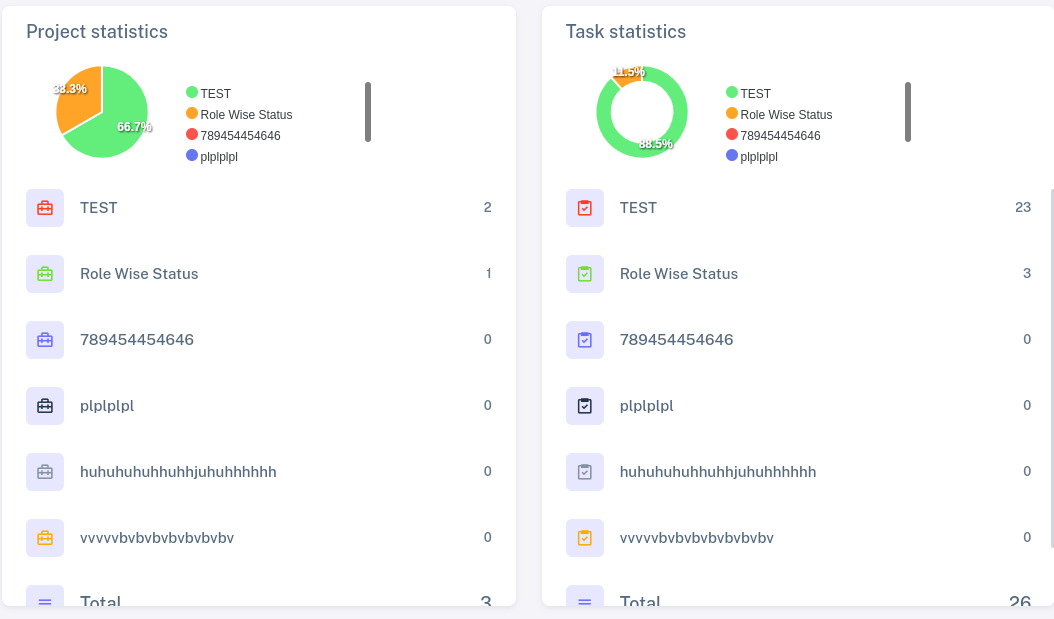 Project statistics
33.3%
66.7%
TEST
Role Wise Status
789454454646
plplplpl
TEST 2
Role Wise Status 1
789454454646 0
plplplpl 0
huhuhuhuhhuhhjuhuhhhhhh 0
vvvvvbvbvbvbvbvbvbv 0
Total 3
Task statistics
11.5%
88.5%
TEST
Role Wise Status
789454454646
plplplpl
TEST 23
Role Wise Status 3
789454454646 0
plplplpl 0
huhuhuhuhhuhhjuhuhhhhhh 0
vvvvvbvbvbvbvbvbvbv 0
Total 26